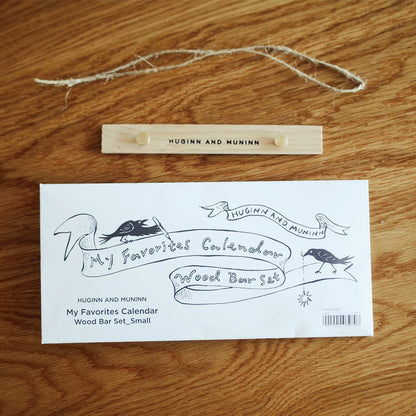 HUGINN AND MUNINN
HUGINN AND MUNINN
My Favorites Calendar
Wood Bar Set
HUGINN AND MUNINN
My Favorites Calendar
Wood Bar Set_Small